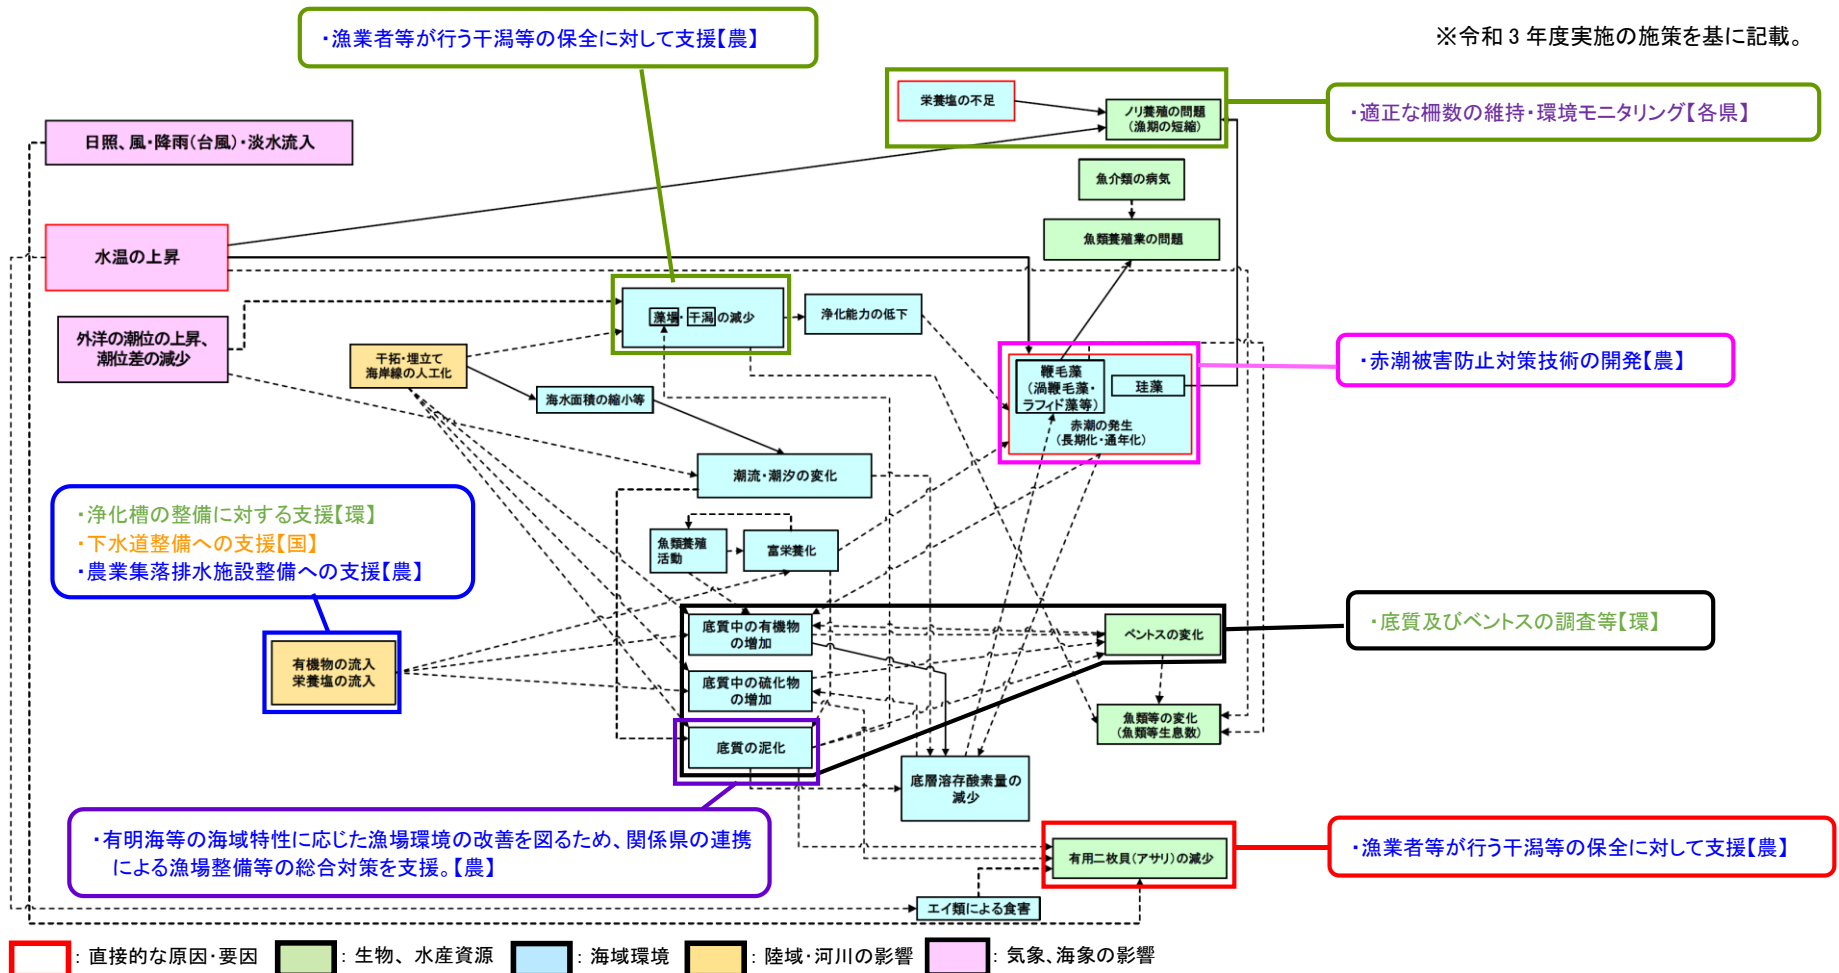 ・漁業者等が行う干潟等の保全に対して支援【農】
※令和3年度実施の施策を基に記載。
栄養塩の不足
ノリ養殖の問題
（漁期の短縮）
・適正な柵数の維持・環境モニタリング【各県】
日照、風・降雨(台風)・淡水流入
魚介類の病気
魚類養殖業の問題
水温の上昇
藻場・干潟の減少
浄化能力の低下
外洋の潮位の上昇、
潮位差の減少
干拓・埋立て
海岸線の人工化
海水面積の縮小等
鞭毛藻
（渦鞭毛藻・
ラフィド藻等）
珪藻
赤潮の発生
（長期化・通年化）
・赤潮被害防止対策技術の開発【農】
潮流・潮汐の変化
・浄化槽の整備に対する支援【環】
・下水道整備への支援【国】
・農業集落排水施設整備への支援【農】
魚類養殖
活動
富栄養化
底質中の有機物
の増加
ベントスの変化
・底質及びベントスの調査等【環】
有機物の流入
栄養塩の流入
底質中の硫化物
の増加
魚類等の変化
（魚類等生息数）
底質の泥化
底層溶存酸素量の
減少
・有明海等の海域特性に応じた漁場環境の改善を図るため、関係県の連携
による漁場整備等の総合対策を支援。【農】
有用二枚貝（アサリ）の減少
・漁業者等が行う干潟等の保全に対して支援【農】
エイ類による食害
：直接的な原因・要因
：生物、水産資源
：海域環境
：陸域・河川の影響
：気象、海象の影響